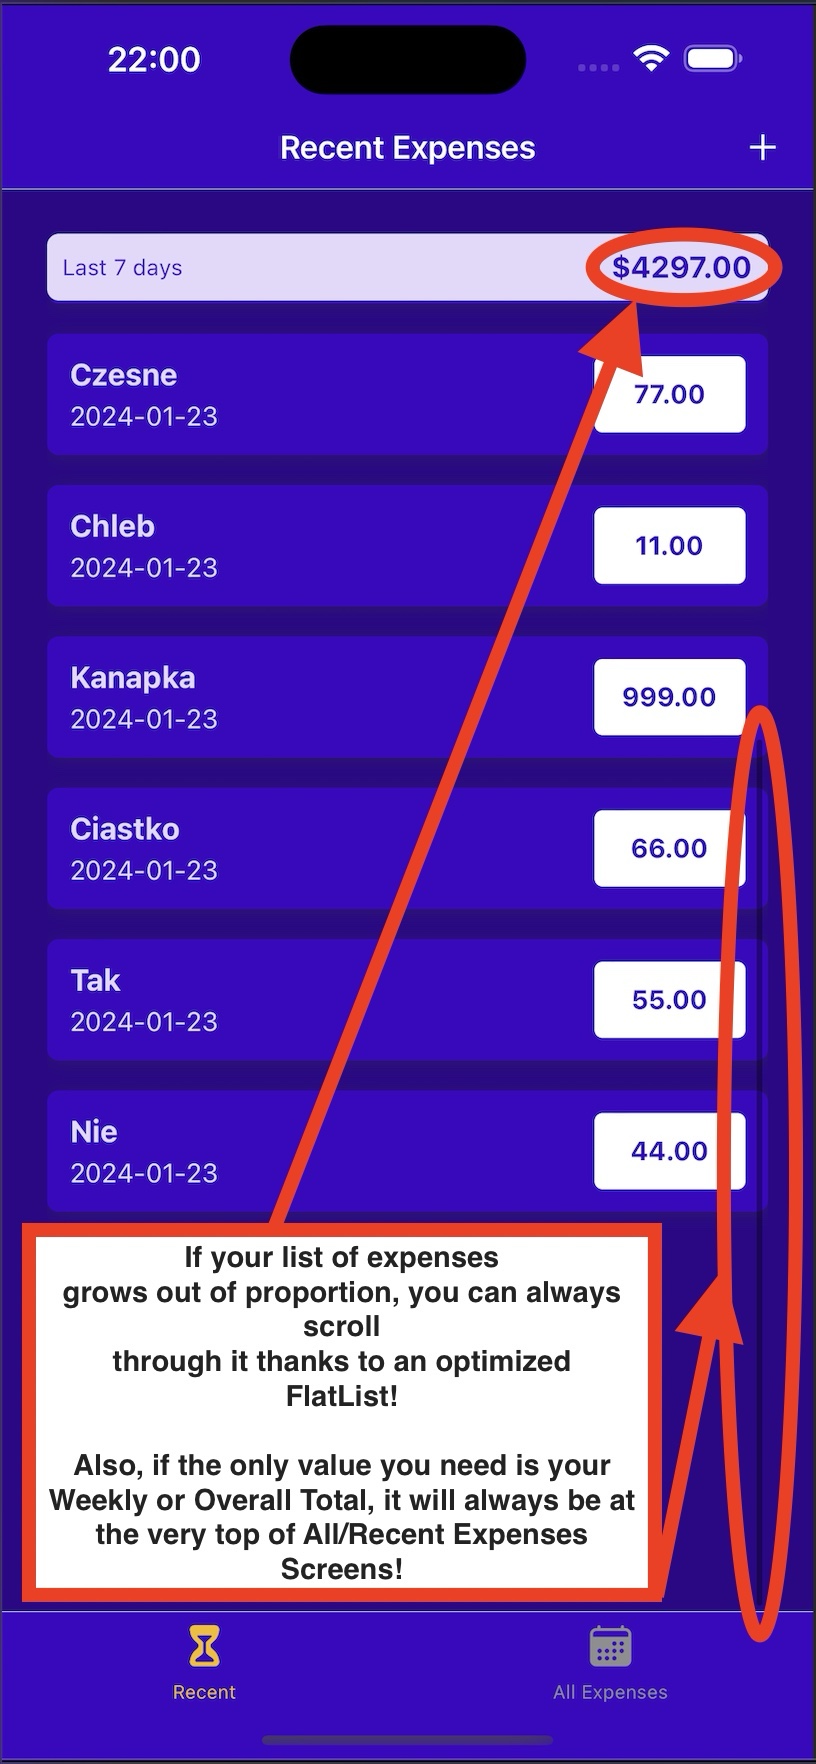 22:00
Recent Expenses
+
Last 7 days
$4297.00
Czesne
77.00
2024-01-23
Chleb
11.00
2024-01-23
Kanapka
999.00
2024-01-23
Ciastko
66.00
2024-01-23
Tak
55.00
2024-01-23
Nie
44.00
2024-01-23
If your list of expenses
grows out of proportion, you can always
scroll
through it thanks to an optimized
FlatList!
Also, if the only value you need is your
Weekly or Overall Total, it will always be at
the very top of All/Recent Expenses
Screens!
Recent
All Expenses